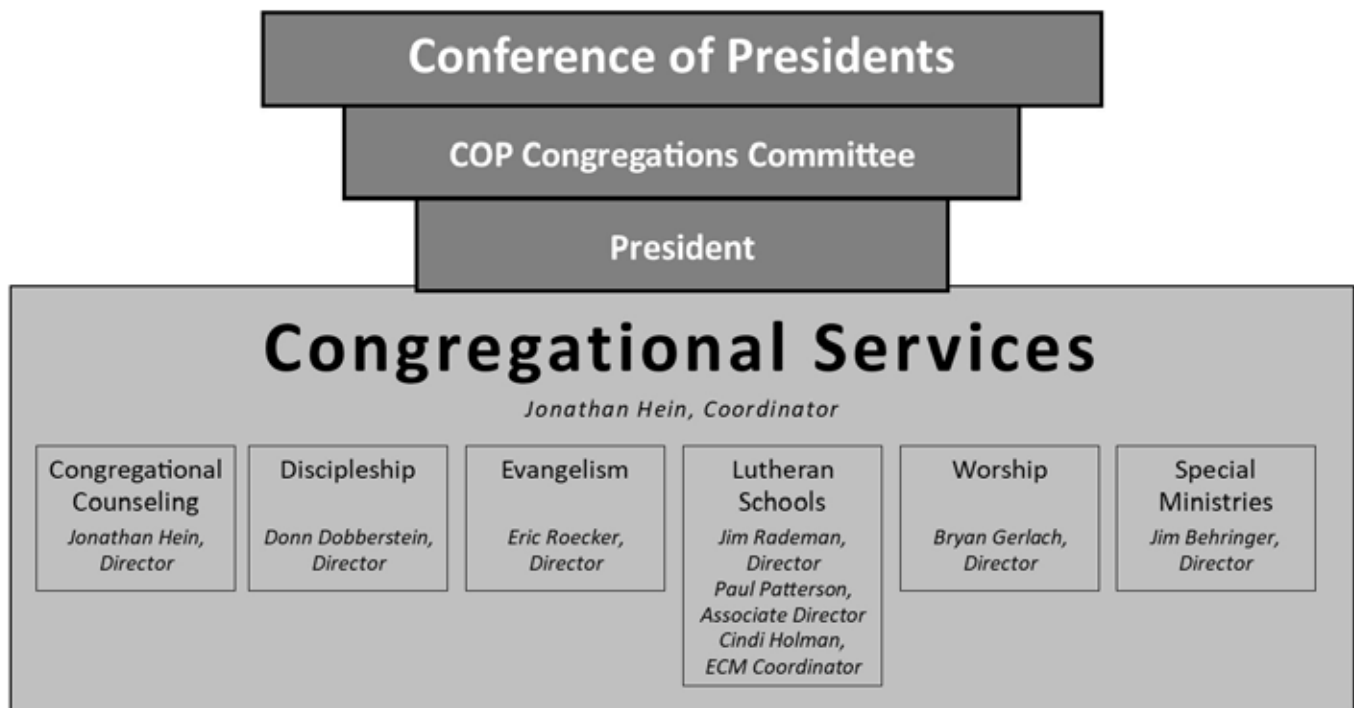 Conference of Presidents
COP Congregations Committee
President
Congregational Services
Jonathan Hein, Coordinator
Congregational
Counseling
Jonathan Hein,
Director
Discipleship
Donn Dobberstein,
Director
Evangelism
Eric Roecker,
Director
Lutheran
Schools
Jim Rademan,
Director
Paul Patterson,
Associate Director
Cindi Holman,
ECM Coordinator
Worship
Bryan Gerlach,
Director
Special
Ministries
Jim Behringer,
Director